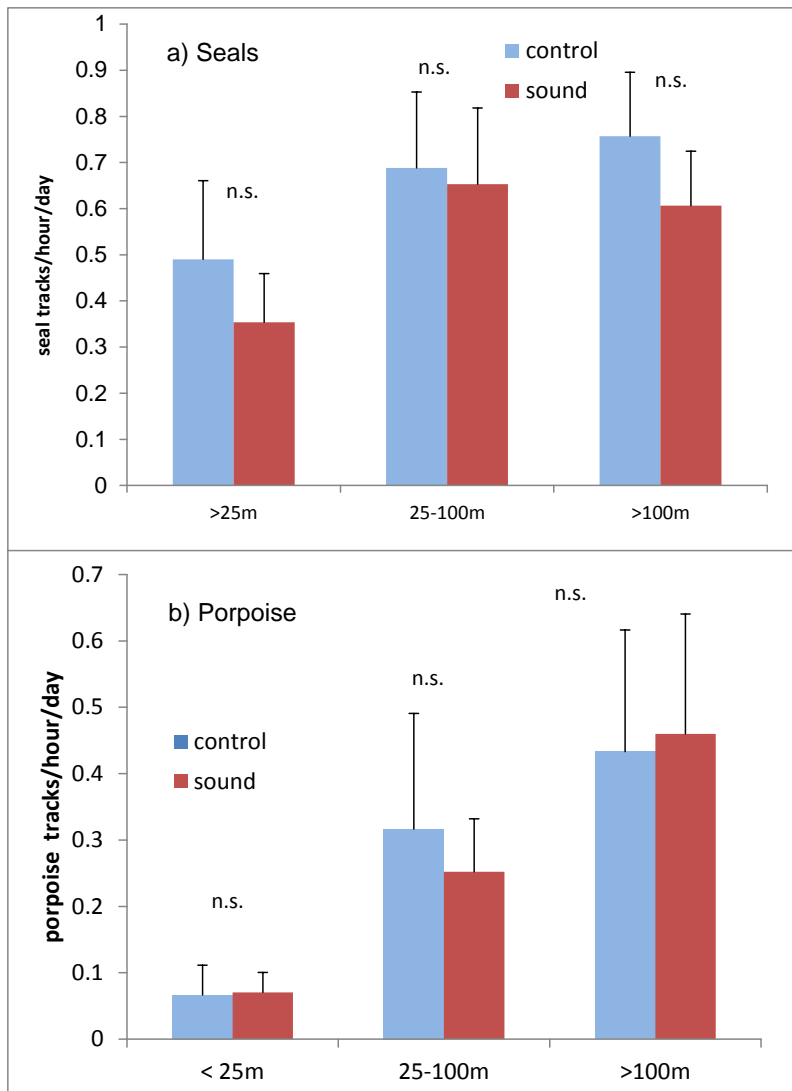 a) Seals
control
sound
n.s.
n.s.
n.s.
seal tracks/hour/day
1
0.9
0.8
0.7
0.6
0.5
0.4
0.3
0.2
0.1
0
>25m 25-100m >100m
b) Porpoise
control
sound
n.s.
n.s.
n.s.
porpoise tracks/hour/day
0.7
0.6
0.5
0.4
0.3
0.2
0.1
0
< 25m 25-100m >100m